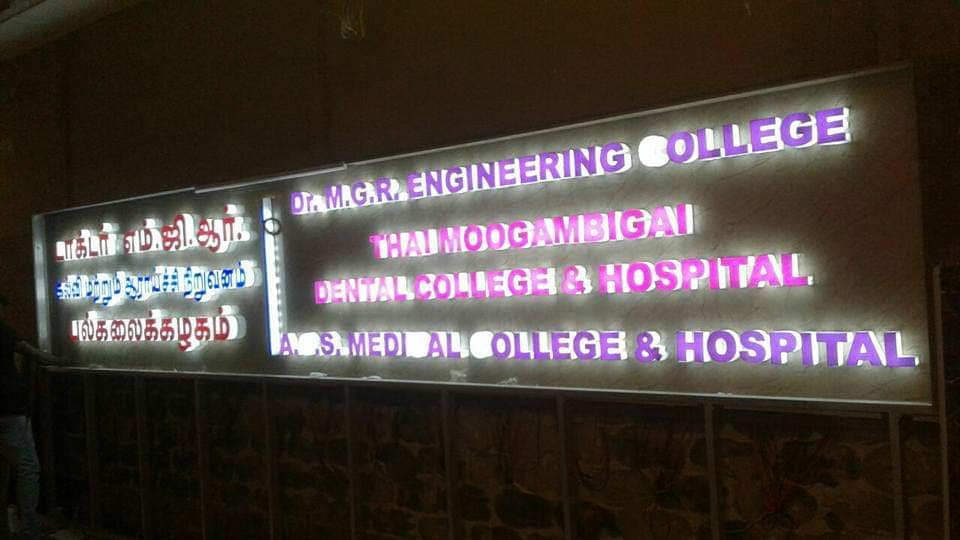 டாக்டர் எம்.ஜி.ஆர்.
கல்வி மற்றும் ஆராய்ச்சி நிறுவனம்
பல்கலைக்கழகம்
Dr. M.G.R. ENGINEERING COLLEGE
THAI MOOGAMBIGAI
DENTAL COLLEGE & HOSPITAL
A.C.S. MEDICAL COLLEGE & HOSPITAL